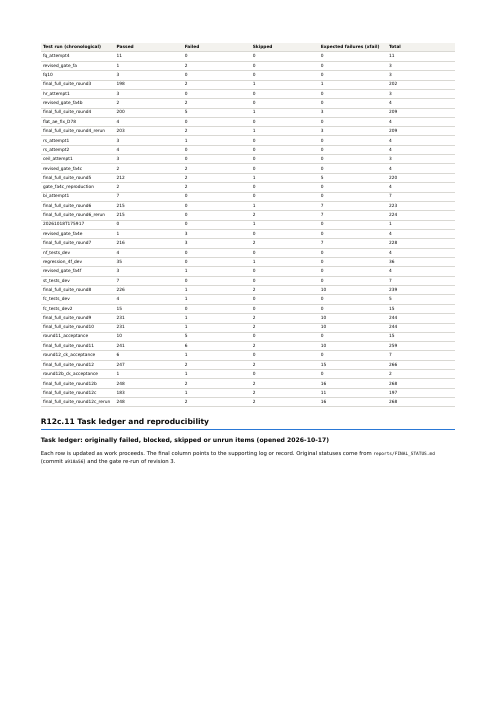 Test run (chronological) Passed Failed Skipped Expected failures (xfail) Total
fq_attempt4 11 0 0 0 11
revised_gate_fa 1 2 0 0 3
fq10 3 0 0 0 3
final_full_suite_round3 198 2 1 1 202
hr_attempt1 3 0 0 0 3
revised_gate_fa4b 2 2 0 0 4
final_full_suite_round4 200 5 1 3 209
flat_ae_fix_D78 4 0 0 0 4
final_full_suite_round4_rerun 203 2 1 3 209
rs_attempt1 3 1 0 0 4
rs_attempt2 4 0 0 0 4
ceil_attempt1 3 0 0 0 3
revised_gate_fa4c 2 2 0 0 4
final_full_suite_round5 212 2 1 5 220
gate_fa4c_reproduction 2 2 0 0 4
bi_attempt1 7 0 0 0 7
final_full_suite_round6 215 0 1 7 223
final_full_suite_round6_rerun 215 0 2 7 224
20261018T175917 0 0 1 0 1
revised_gate_fa4e 1 3 0 0 4
final_full_suite_round7 216 3 2 7 228
nf_tests_dev 4 0 0 0 4
regression_4f_dev 35 0 1 0 36
revised_gate_fa4f 3 1 0 0 4
st_tests_dev 7 0 0 0 7
final_full_suite_round8 226 1 2 10 239
fc_tests_dev 4 1 0 0 5
fc_tests_dev2 15 0 0 0 15
final_full_suite_round9 231 1 2 10 244
final_full_suite_round10 231 1 2 10 244
round11_acceptance 10 5 0 0 15
final_full_suite_round11 241 6 2 10 259
round12_ck_acceptance 6 1 0 0 7
final_full_suite_round12 247 2 2 15 266
round12b_ck_acceptance 1 1 0 0 2
final_full_suite_round12b 248 2 2 16 268
final_full_suite_round12c 183 1 2 11 197
final_full_suite_round12c_rerun 248 2 2 16 268
R12c.11 Task ledger and reproducibility
Task ledger: originally failed, blocked, skipped or unrun items (opened 2026-10-17)
Each row is updated as work proceeds. The final column points to the supporting log or record. Original statuses come from reports/FINAL_STATUS.md
(commit a918a56) and the gate re-run of revision 3.